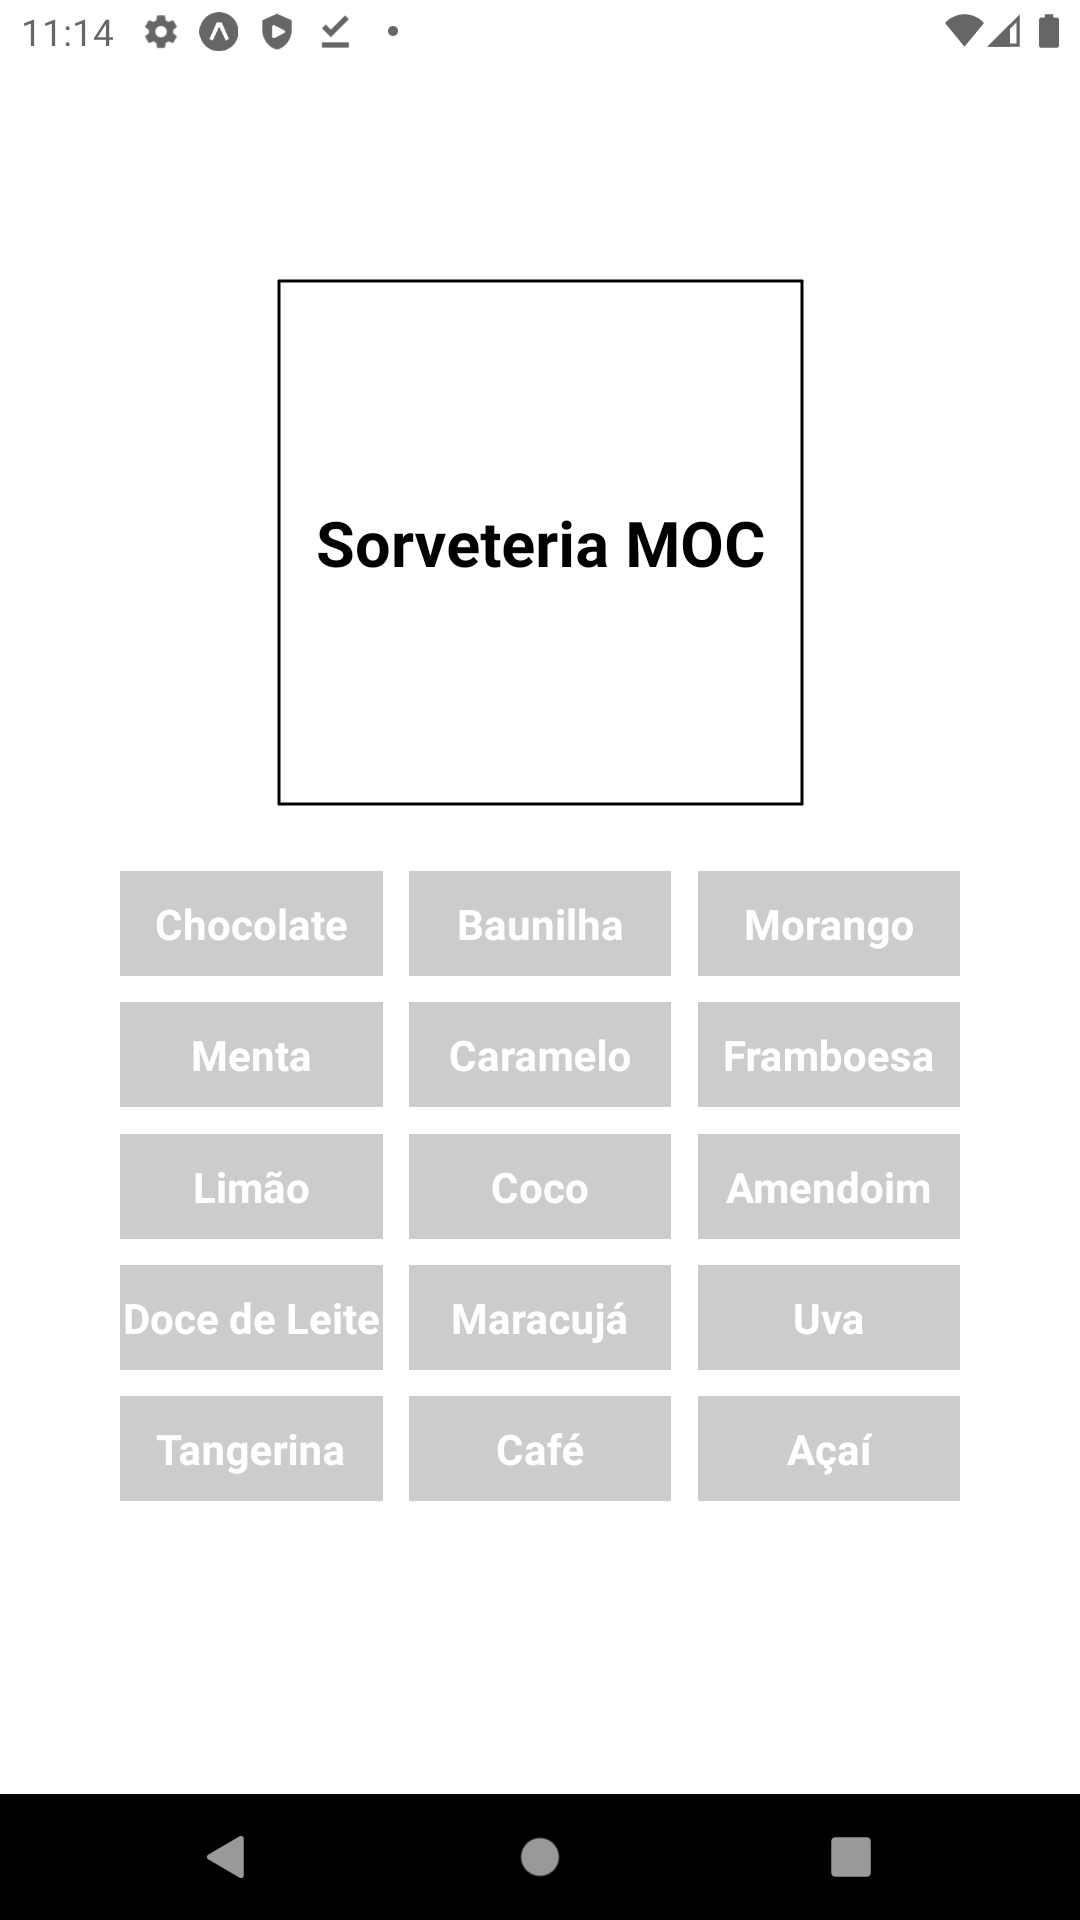 11:14
Sorveteria MOC
Chocolate Baunilha Morango
Menta Caramelo Framboesa
Limão Coco Amendoim
Doce de Leite Maracujá Uva
Tangerina Café Açaí